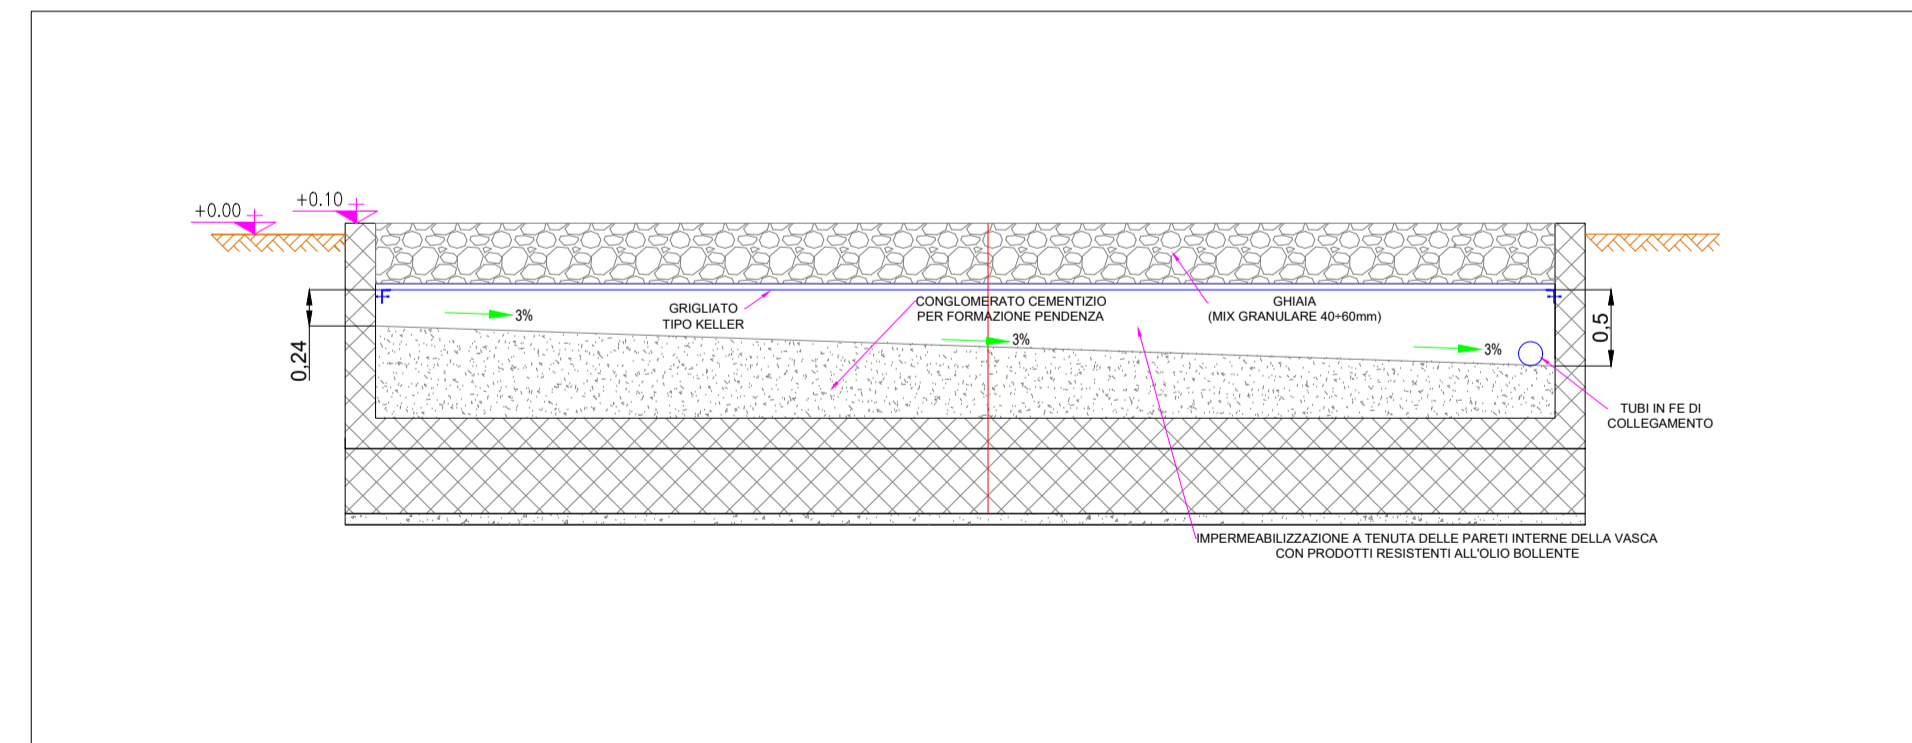 +0.00
+0.10
GRIGLIATO
TIPO KELLER
CONGLOMERATO CEMENTIZIO
PER FORMAZIONE PENDENZA
GHIAIA
(MIX GRANULARE 40÷60mm)
3%
3%
3%
0,24
0,5
TUBI IN FE DI
COLLEGAMENTO
IMPERMEABILIZZAZIONE A TENUTA DELLE PARETI INTERNE DELLA VASCA
CON PRODOTTI RESISTENTI ALL'OLIO BOLLENTE